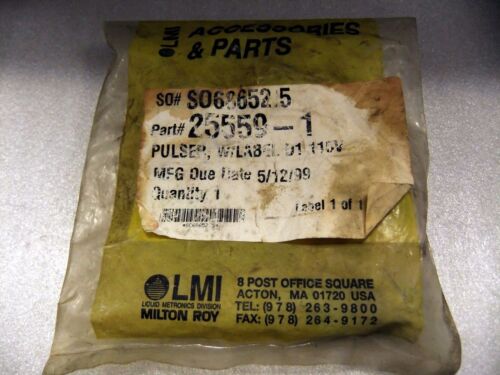 LMI ACCESSORIES
& PARTS
SO# SO68652.5
Part# 25559-1
PULSER, W/LABEL D1 115V
MFG Due Date 5/12/99
Quantity 1
Label 1 of 1
LMI
LIQUID METRONICS DIVISION
MILTON ROY
8 POST OFFICE SQUARE
ACTON, MA 01720 USA
TEL: (978) 263-9800
FAX: (978) 264-9172